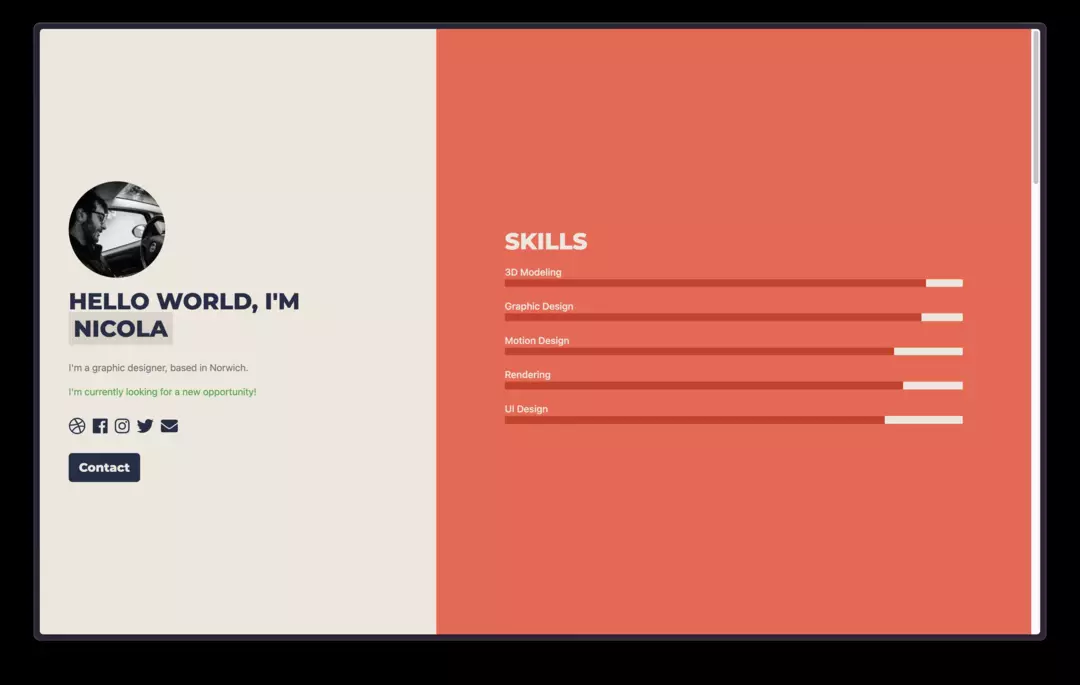 HELLO WORLD, I'M
NICOLA
I'm a graphic designer, based in Norwich.
I'm currently looking for a new opportunity!
Contact
SKILLS
3D Modeling
Graphic Design
Motion Design
Rendering
UI Design